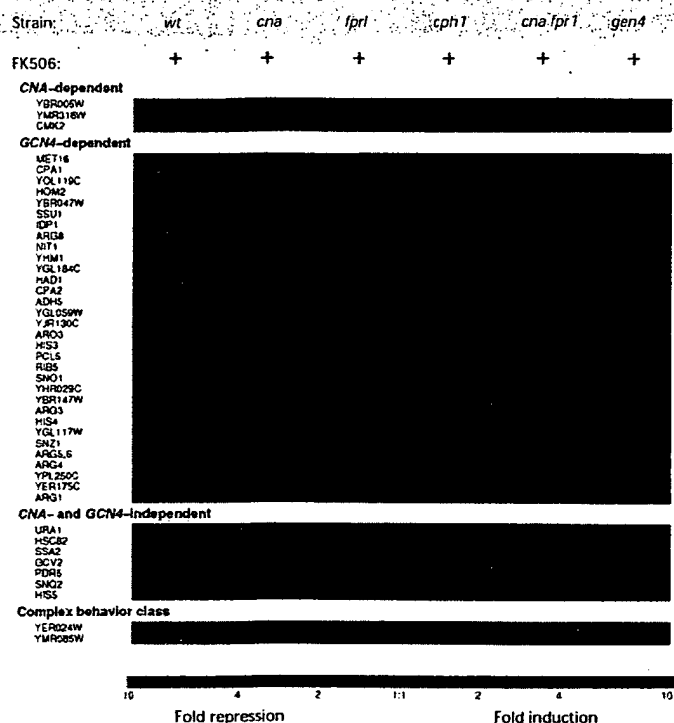 Strain: wt cna fprl cph1 cna fpr1 gen4
FK506: + + + + + +
CNA-dependent
YBR005W
YMR316W
CMK2
GCN4-dependent
MET16
CPA1
YOL119C
HOM2
YBR047W
SSU1
IDP1
ARG8
NIT1
YHM1
YGL184C
HAD1
CPA2
ADH5
YGL059W
YJR130C
ARO3
HIS3
PCL5
RIB5
SNO1
YHR029C
YBR147W
ARG3
HIS4
YGL117W
SNZ1
ARG5,6
ARG4
YPL250C
YER175C
ARG1
CNA- and GCN4-independent
URA1
HSC82
SSA2
GCV2
PDR5
SNQ2
HIS5
Complex behavior class
YER024W
YMR085W
10 4 2 1:1 2 4 10
Fold repression Fold induction